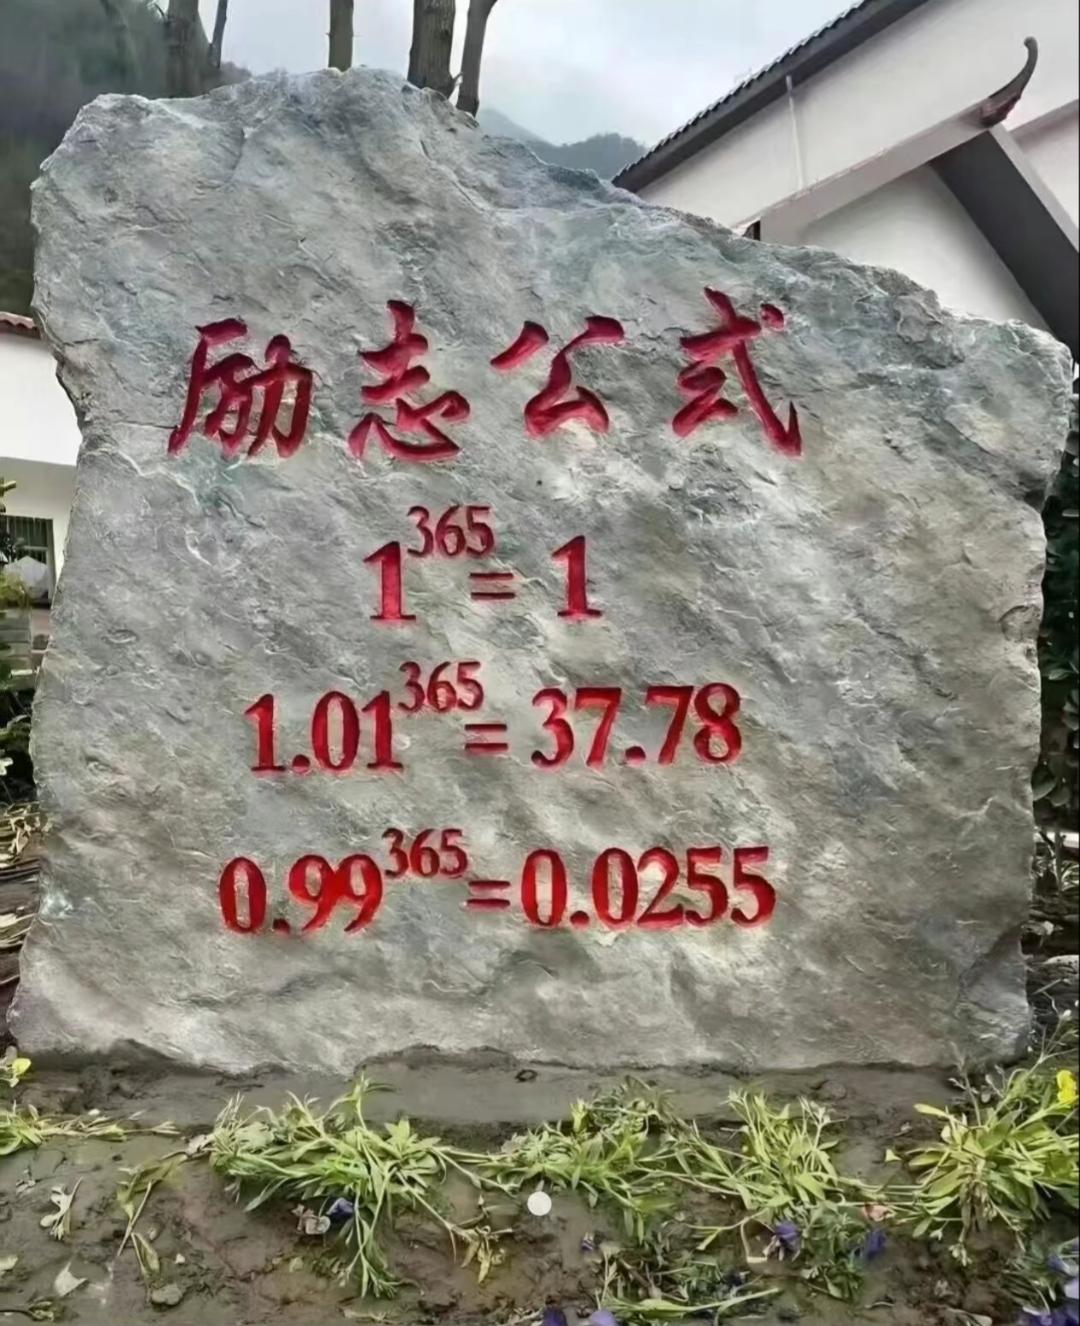 励志公式
1³⁶⁵ = 1
1.01³⁶⁵ = 37.78
0.99³⁶⁵ = 0.0255